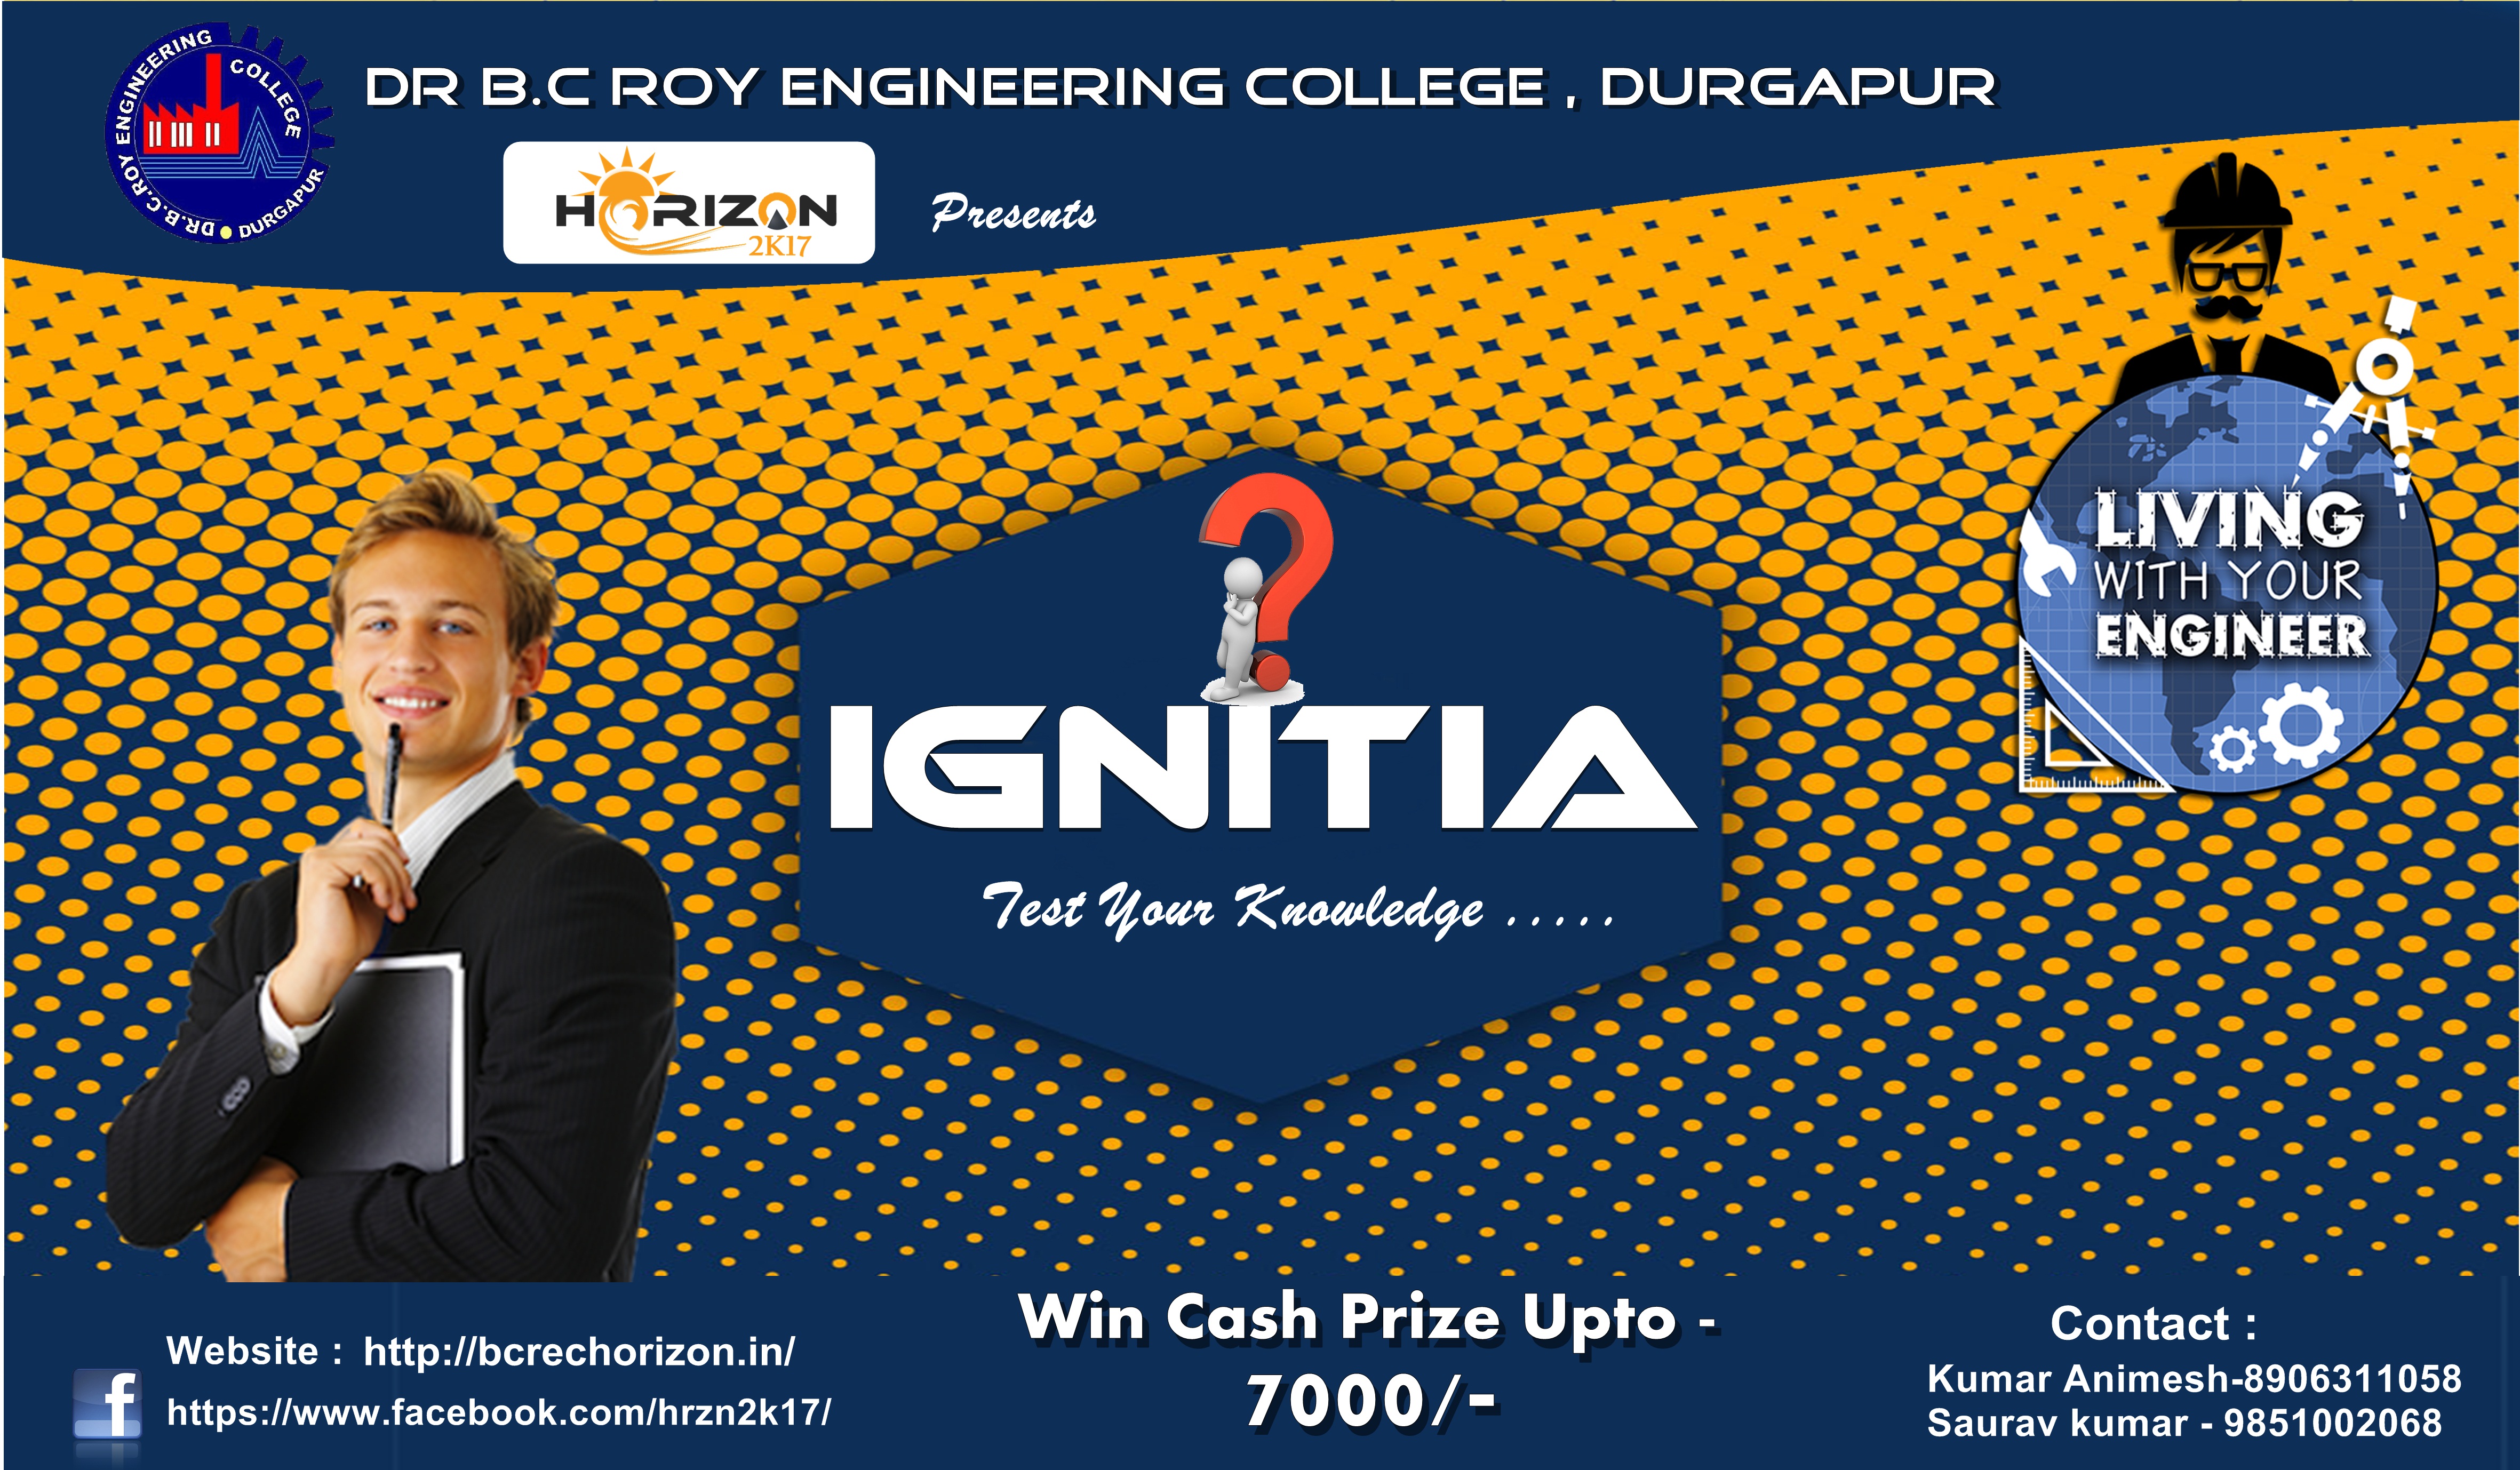 DR.B.C.ROY ENGINEERING COLLEGE DURGAPUR
DR B.C ROY ENGINEERING COLLEGE , DURGAPUR
HORIZON
2K17
Presents
LIVING
WITH YOUR
ENGINEER
IGNITIA
Test Your Knowledge .....
Website : http://bcrechorizon.in/
f https://www.facebook.com/hrzn2k17/
Win Cash Prize Upto -
7000/-
Contact :
Kumar Animesh-8906311058
Saurav kumar - 9851002068